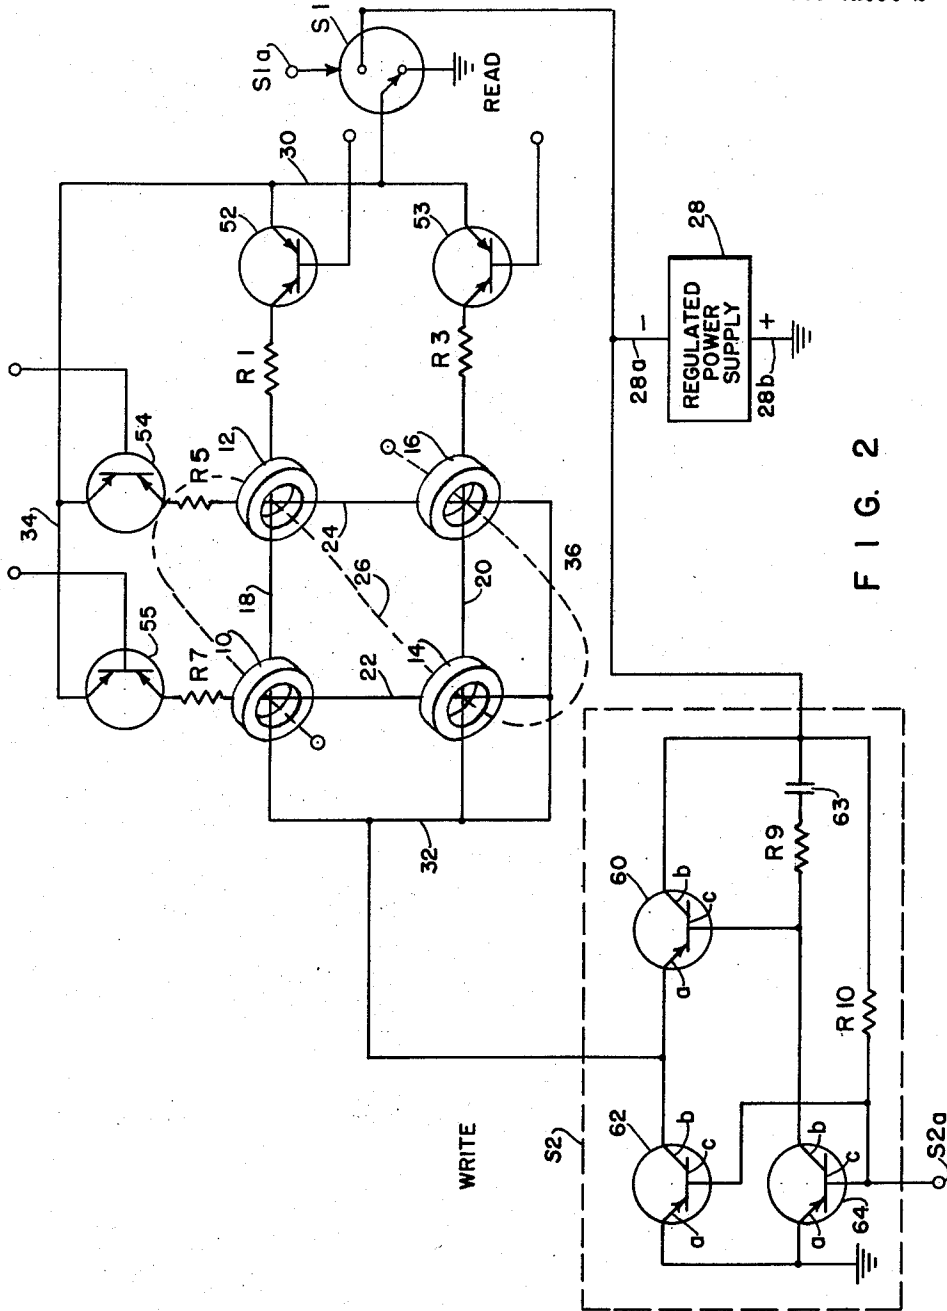 S1a
S1
READ
30
34
52
53
54
55
R1
R3
R5
R7
12
16
10
14
18
20
24
22
26
36
32
28a
−
REGULATED
POWER
SUPPLY
28
28b
+
FIG. 2
WRITE
S2
60
a
b
c
62
a
b
c
64
a
b
c
R9
63
R10
S2a